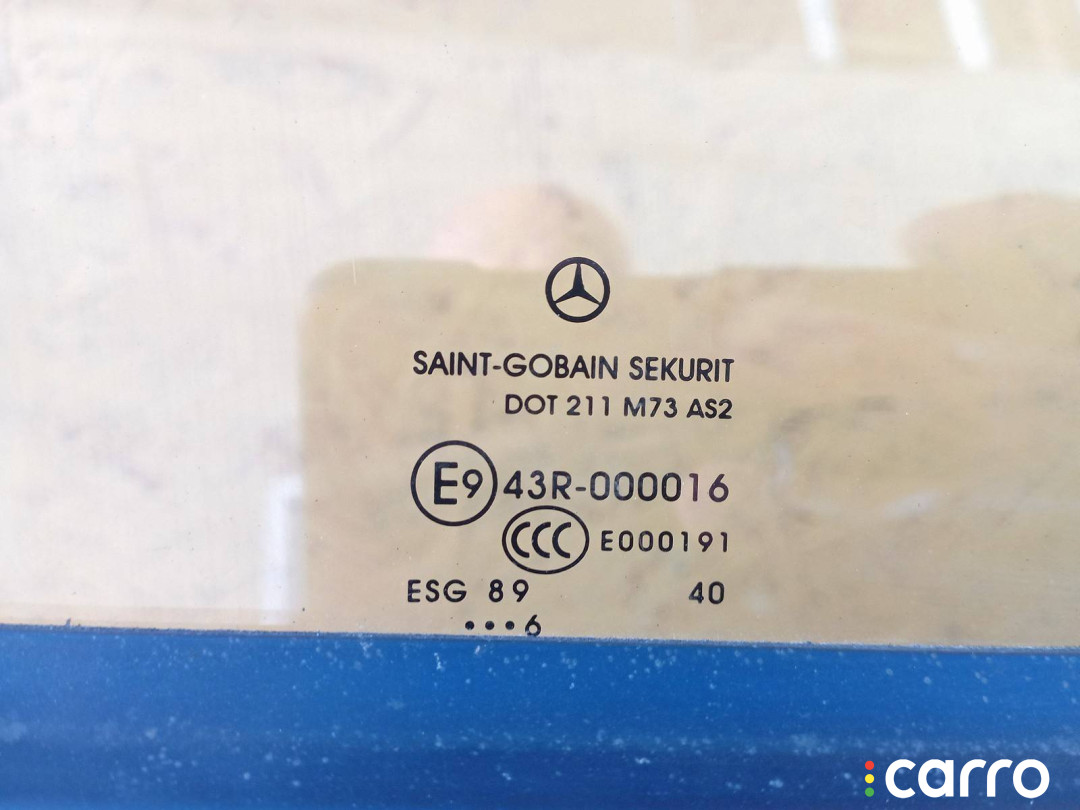 SAINT-GOBAIN SEKURIT
DOT 211 M73 AS2
E9 43R-000016
CCC E000191
ESG 89 40
•••6
carro